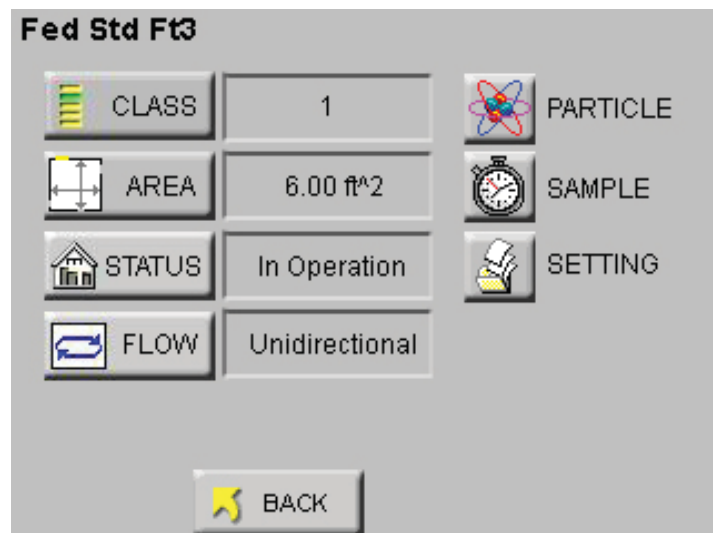 Fed Std Ft3
CLASS 1 PARTICLE
AREA 6.00 ft^2 SAMPLE
STATUS In Operation SETTING
FLOW Unidirectional
BACK